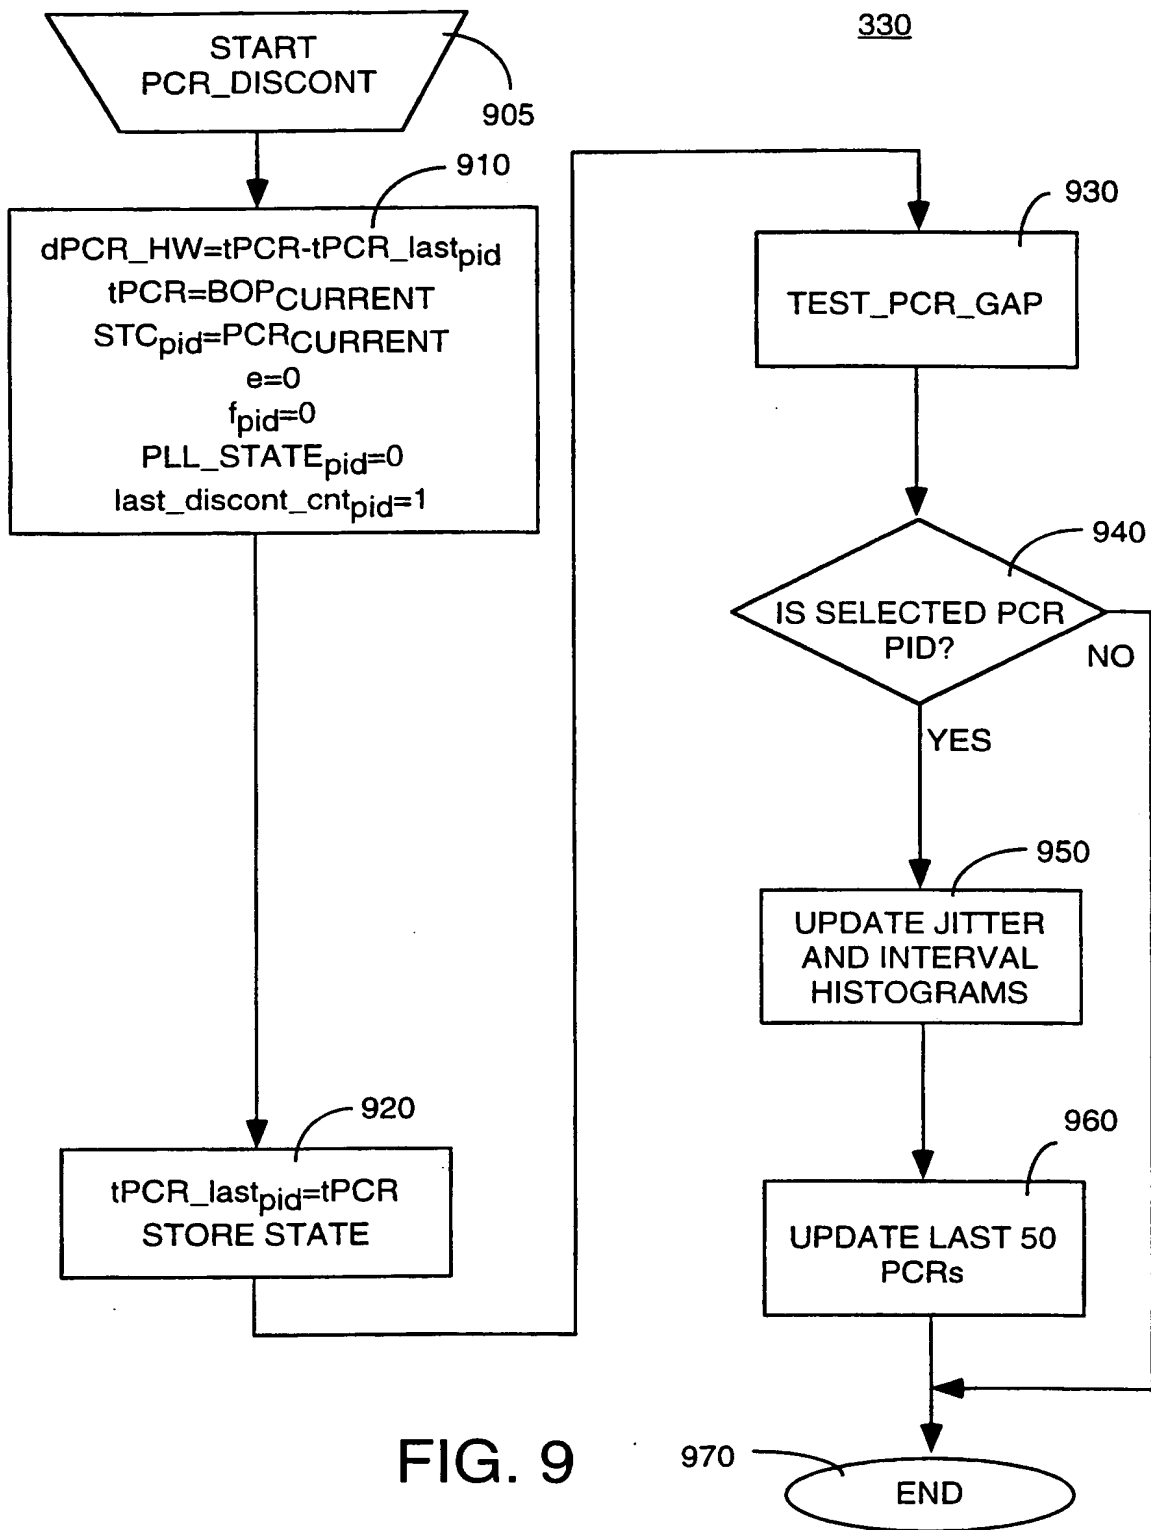 330
START
PCR_DISCONT
905
910
dPCR_HW=tPCR-tPCR_lastpid
tPCR=BOPCURRENT
STCpid=PCRCURRENT
e=0
fpid=0
PLL_STATEpid=0
last_discont_cntpid=1
920
tPCR_lastpid=tPCR
STORE STATE
930
TEST_PCR_GAP
940
IS SELECTED PCR
PID?
NO
YES
950
UPDATE JITTER
AND INTERVAL
HISTOGRAMS
960
UPDATE LAST 50
PCRs
970
END
FIG. 9